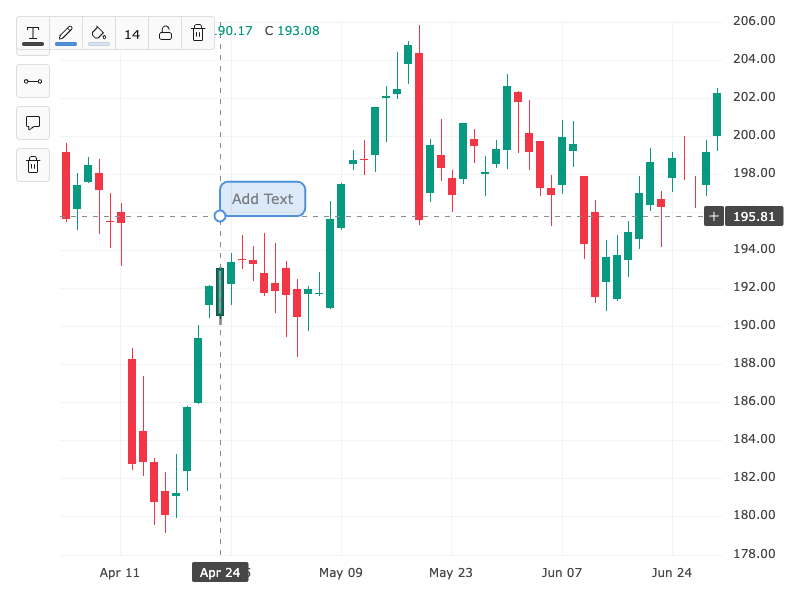 T
14
90.17 C 193.08
206.00
204.00
202.00
200.00
198.00
Add Text
195.81
194.00
192.00
190.00
188.00
186.00
184.00
182.00
180.00
178.00
Apr 11
Apr 24
May 09
May 23
Jun 07
Jun 24